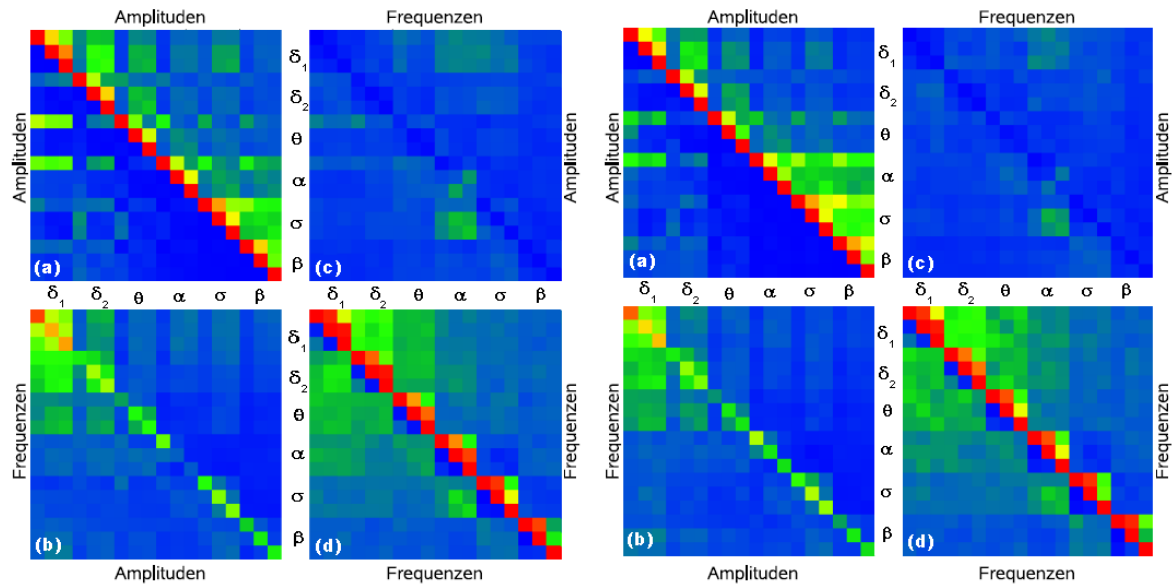 Amplituden Frequenzen Amplituden Frequenzen
Amplituden
δ1
δ2
θ
α
σ
β
Amplituden
Amplituden
δ1
δ2
θ
α
σ
β
Amplituden
(a) (c) (a) (c)
δ1 δ2 θ α σ β δ1 δ2 θ α σ β δ1 δ2 θ α σ β δ1 δ2 θ α σ β
Frequenzen
δ1
δ2
θ
α
σ
β
Frequenzen
Frequenzen
δ1
δ2
θ
α
σ
β
Frequenzen
(b) (d) (b) (d)
Amplituden Frequenzen Amplituden Frequenzen